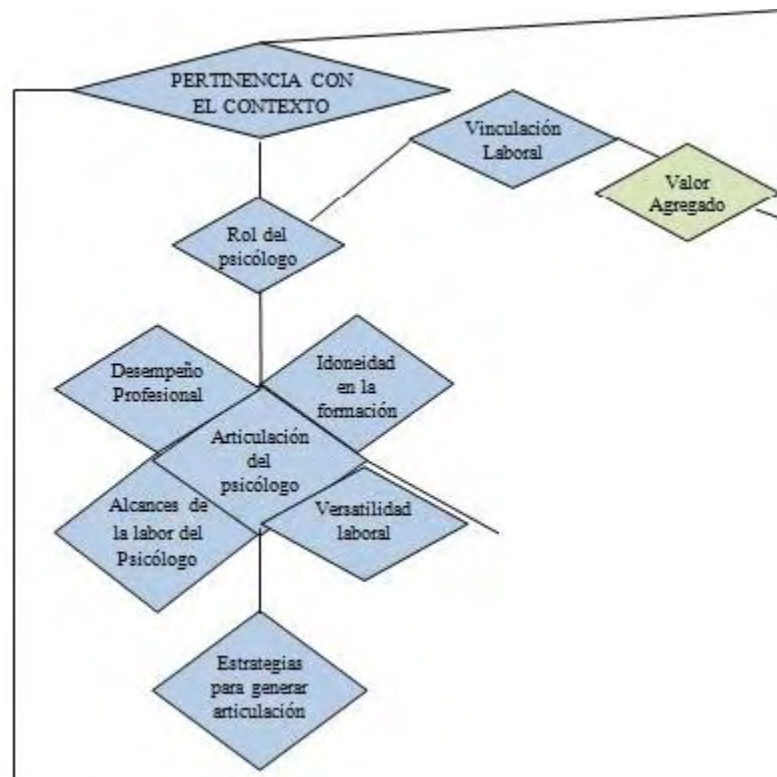 PERTINENCIA CON
EL CONTEXTO
Vinculación
Laboral
Valor
Agregado
Rol del
psicólogo
Desempeño
Profesional
Idoneidad
en la
formación
Articulación
del
psicólogo
Alcances de
la labor del
Psicólogo
Versatilidad
laboral
Estrategias
para generar
articulación